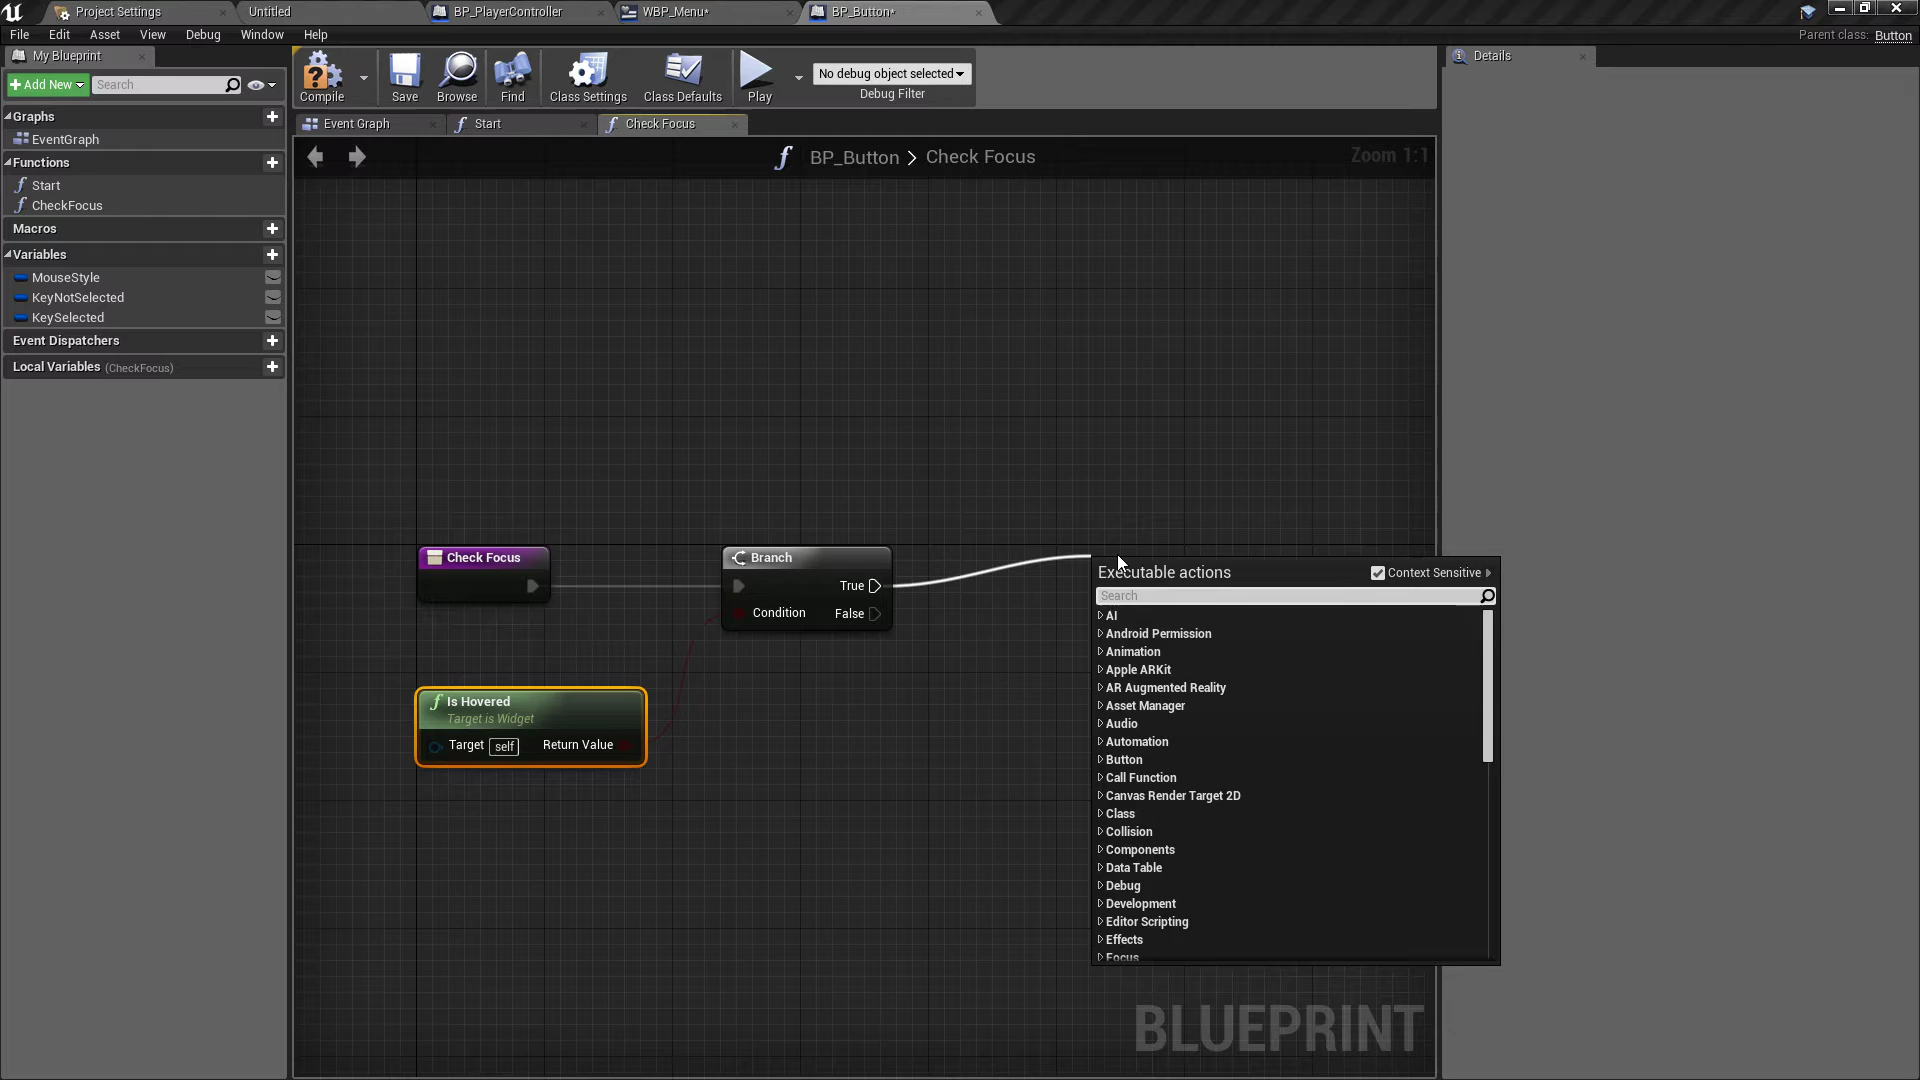 Project Settings
Untitled
BP_PlayerController
WBP_Menu*
BP_Button*
File Edit Asset View Debug Window Help
Parent class: Button
My Blueprint
Add New
Search
Compile
Save
Browse
Find
Class Settings
Class Defaults
Play
No debug object selected
Debug Filter
Details
Graphs
EventGraph
Functions
Start
CheckFocus
Macros
Variables
MouseStyle
KeyNotSelected
KeySelected
Event Dispatchers
Local Variables (CheckFocus)
Event Graph
Start
Check Focus
BP_Button > Check Focus
Zoom 1:1
Check Focus
Branch
True
Condition
False
Is Hovered
Target is Widget
Target self
Return Value
Executable actions
Context Sensitive
Search
AI
Android Permission
Animation
Apple ARKit
AR Augmented Reality
Asset Manager
Audio
Automation
Button
Call Function
Canvas Render Target 2D
Class
Collision
Components
Data Table
Debug
Development
Editor Scripting
Effects
Focus
BLUEPRINT